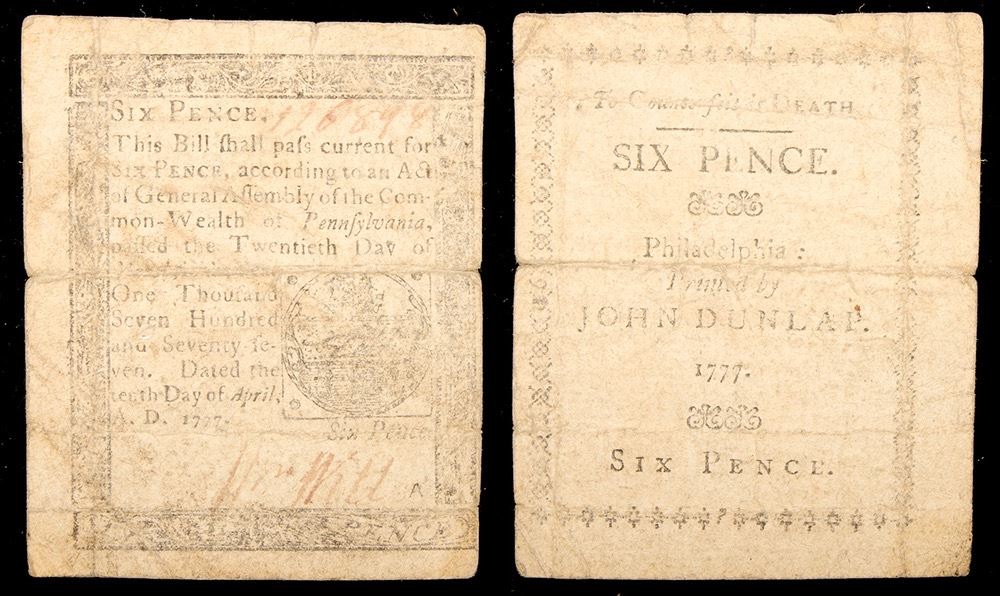 SIX PENCE.
This Bill ſhall paſs current for
SIX PENCE, according to an Act
of General Aſſembly of the Com-
mon-Wealth of Pennſylvania,
paſſed the Twentieth Day of
One Thouſand
Seven Hundred
and Seventy-ſe-
ven. Dated the
tenth Day of April,
A. D. 1777.
Six Pence
Wm Will
A
PENCE
To Counterfeit is DEATH
SIX PENCE.
Philadelphia:
Printed by
JOHN DUNLAP.
1777.
SIX PENCE.